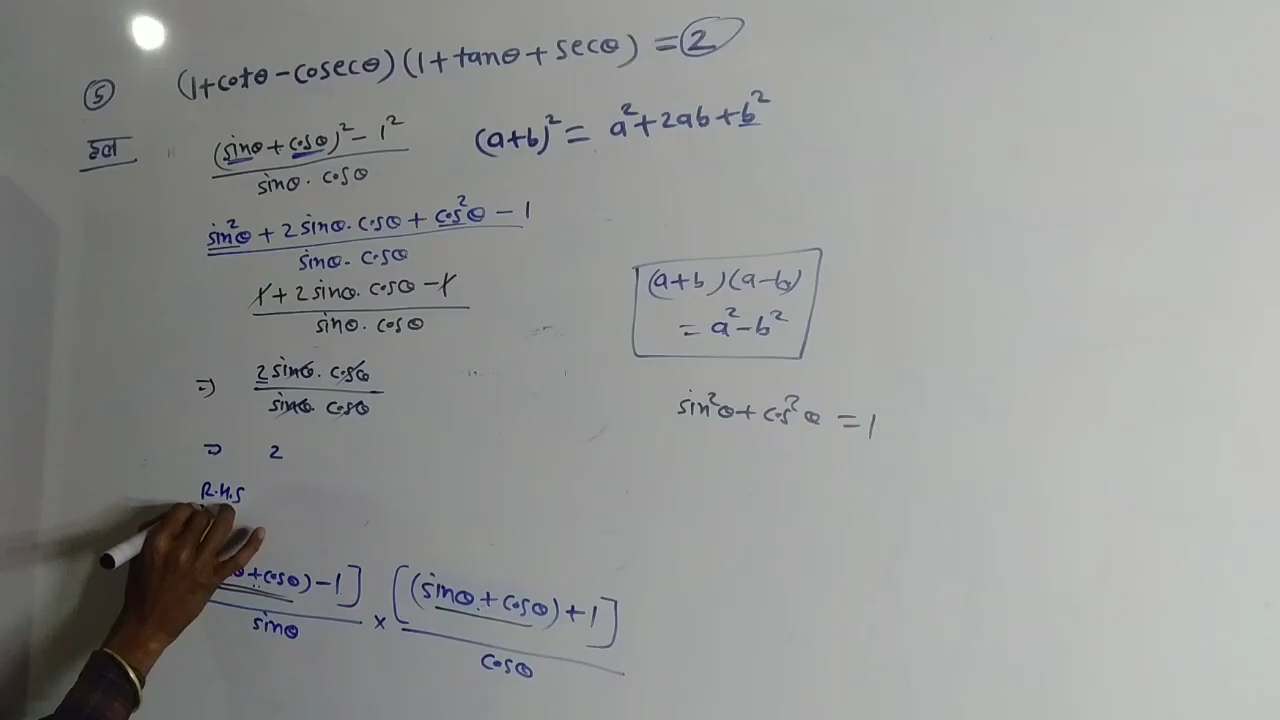 ⑤ (1+cotθ-cosecθ)(1+tanθ+secθ) = 2
हल (sinθ+cosθ)²-1² / sinθ.cosθ
(a+b)² = a²+2ab+b²
sin²θ+2sinθ.cosθ+cos²θ-1 / sinθ.cosθ
1+2sinθ.cosθ-1 / sinθ.cosθ
(a+b)(a-b)
= a²-b²
⇒ 2sinθ.cosθ / sinθ.cosθ
sin²θ+cos²θ = 1
⇒ 2
R.H.S
θ+cosθ)-1] / sinθ × [(sinθ+cosθ)+1] / cosθ